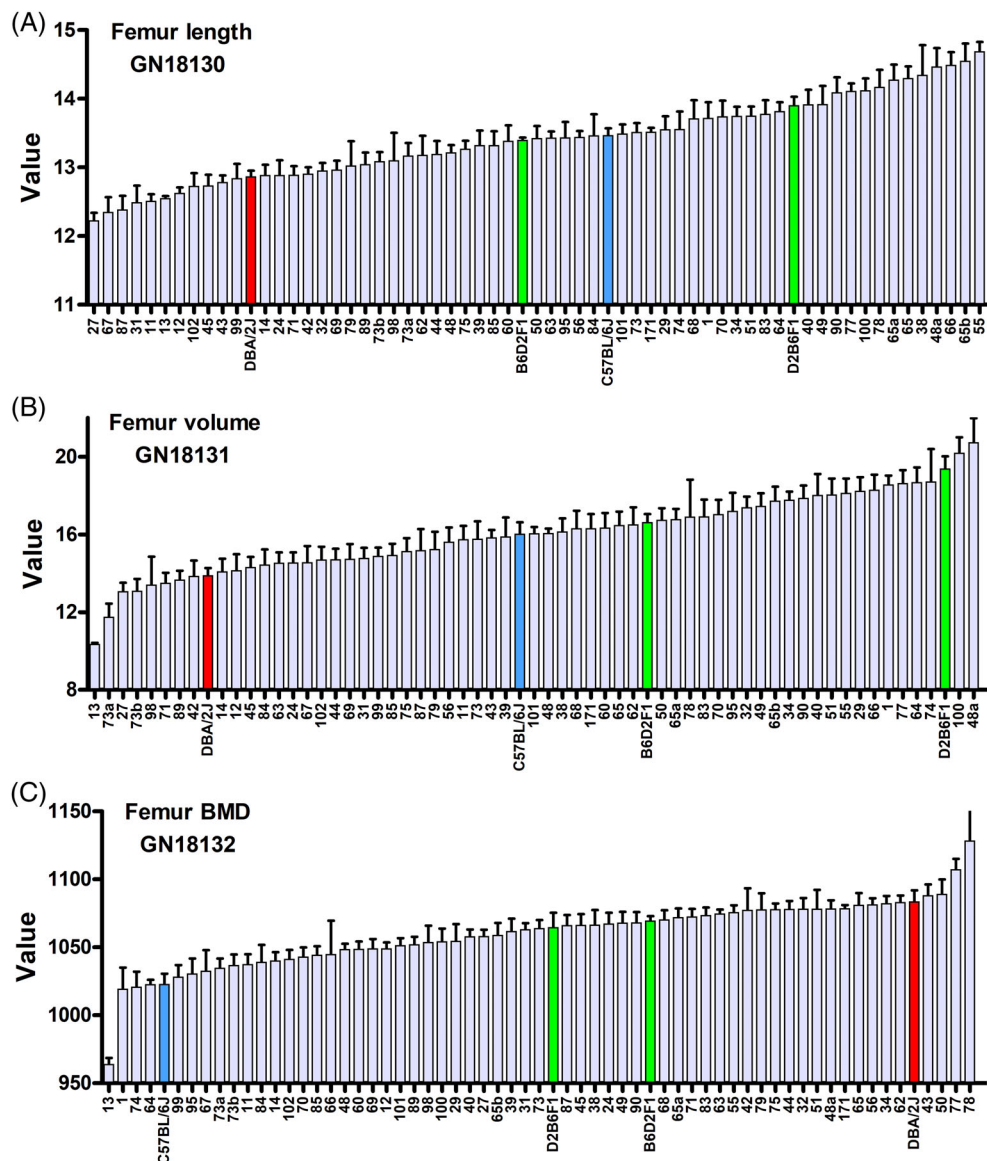 (A)
Femur length
GN18130
Value
15
14
13
12
11
27 67 87 31 11 13 12 102 45 43 99 DBA/2J 14 24 71 42 32 69 79 89 73b 98 73a 62 44 48 75 39 85 60 B6D2F1 50 63 95 56 84 C57BL/6J 101 73 171 29 74 68 1 70 34 51 83 64 D2B6F1 40 49 90 77 100 78 65a 65 38 48a 66 65b 55
(B)
Femur volume
GN18131
Value
20
16
12
8
13 73a 27 73b 98 71 89 42 DBA/2J 14 12 45 84 63 24 67 102 44 69 31 99 85 75 87 79 56 11 73 43 39 C57BL/6J 101 48 38 68 171 60 65 62 B6D2F1 50 65a 78 83 70 95 32 49 65b 34 90 40 51 55 29 66 1 77 64 74 D2B6F1 100 48a
(C)
Femur BMD
GN18132
Value
1150
1100
1050
1000
950
13 1 74 64 C57BL/6J 99 95 67 73a 73b 11 84 14 102 70 85 66 48 60 69 12 101 89 98 100 29 40 27 65b 39 31 73 D2B6F1 87 45 38 24 49 90 B6D2F1 68 65a 71 63 83 55 42 79 75 44 32 51 48a 171 65 56 34 62 DBA/2J 43 50 77 78